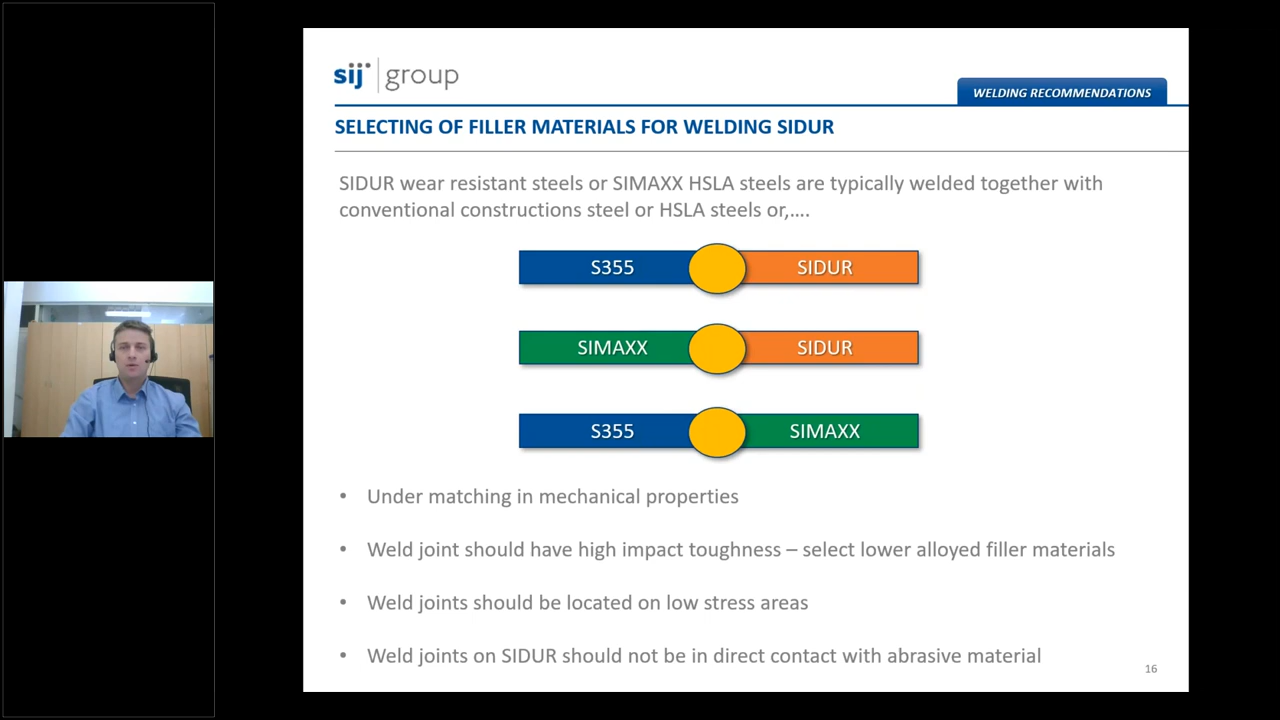 sij group
WELDING RECOMMENDATIONS
SELECTING OF FILLER MATERIALS FOR WELDING SIDUR
SIDUR wear resistant steels or SIMAXX HSLA steels are typically welded together with
conventional constructions steel or HSLA steels or,....
S355 SIDUR
SIMAXX SIDUR
S355 SIMAXX
• Under matching in mechanical properties
• Weld joint should have high impact toughness – select lower alloyed filler materials
• Weld joints should be located on low stress areas
• Weld joints on SIDUR should not be in direct contact with abrasive material
16